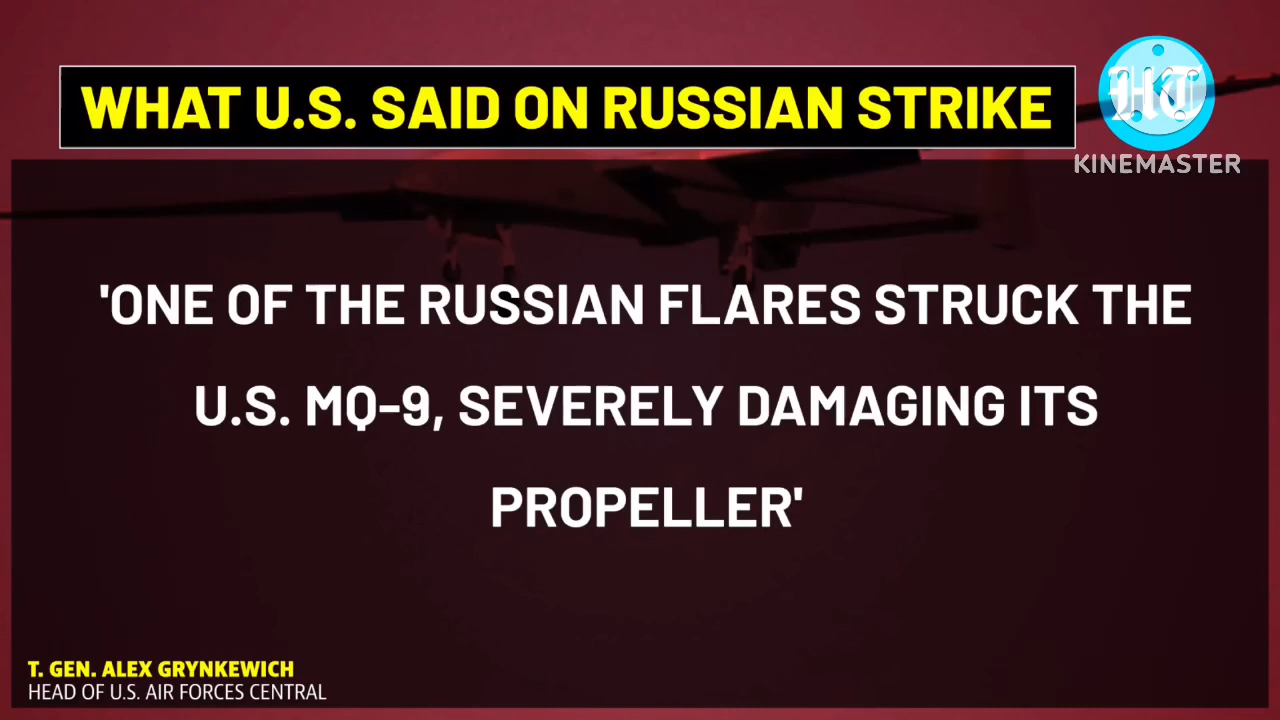 WHAT U.S. SAID ON RUSSIAN STRIKE
HT
KINEMASTER
'ONE OF THE RUSSIAN FLARES STRUCK THE
U.S. MQ-9, SEVERELY DAMAGING ITS
PROPELLER'
T. GEN. ALEX GRYNKEWICH
HEAD OF U.S. AIR FORCES CENTRAL